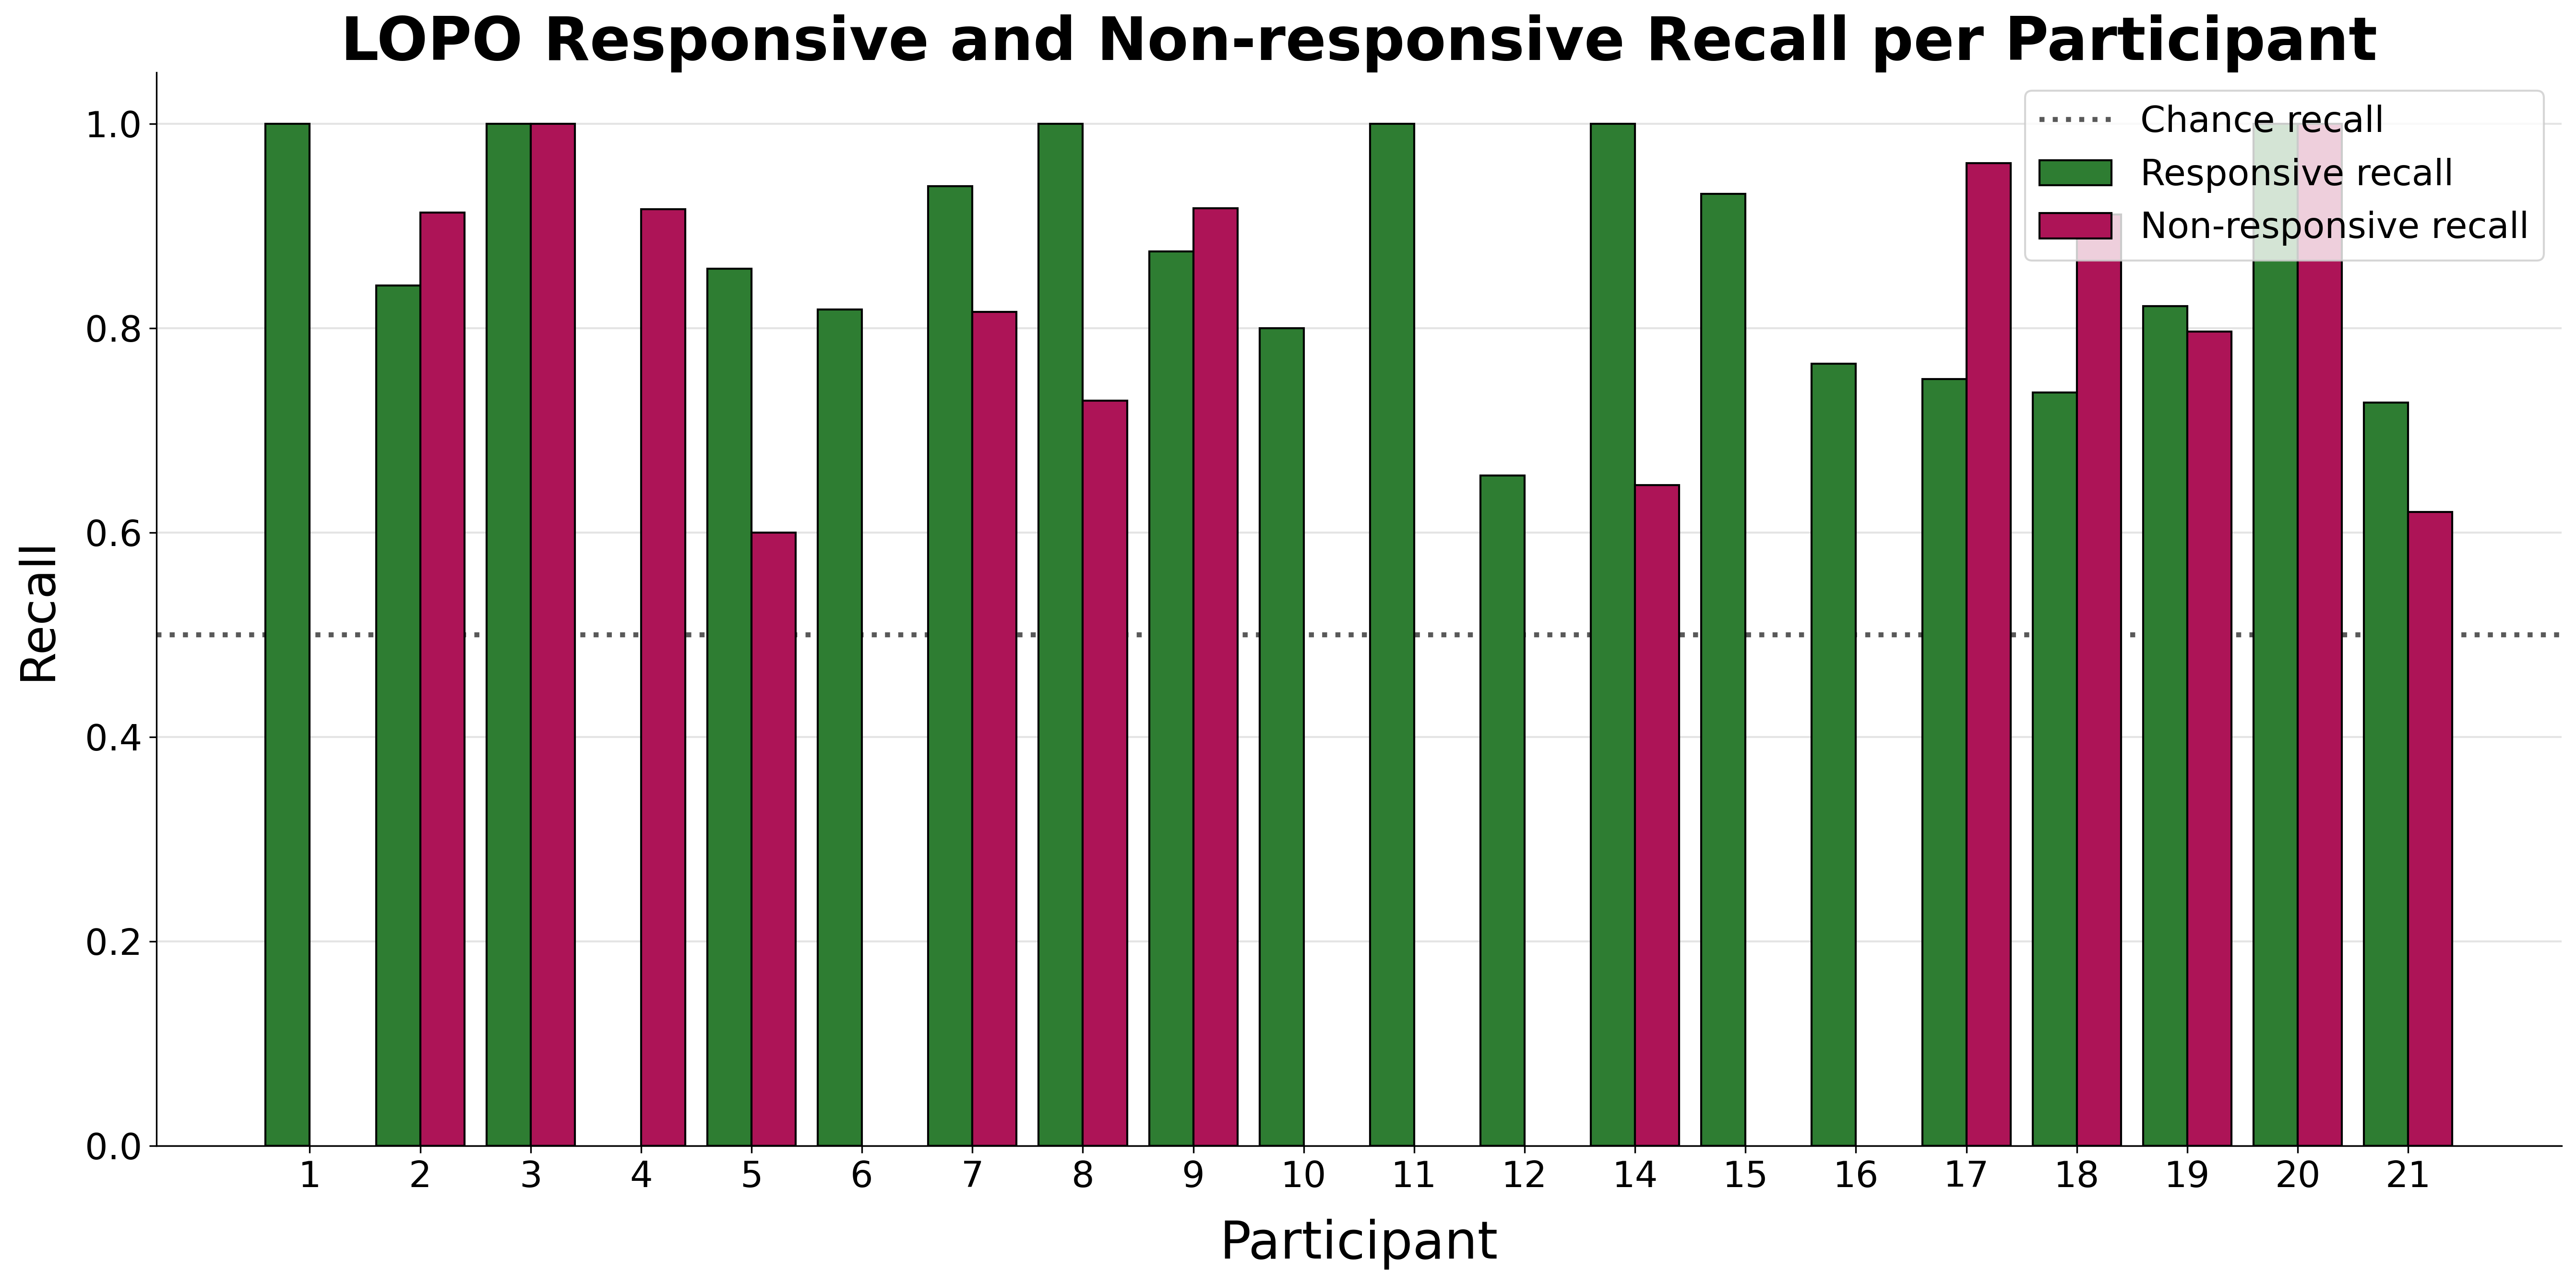 LOPO Responsive and Non-responsive Recall per Participant
Chance recall
Responsive recall
Non-responsive recall
1.0
0.8
0.6
0.4
0.2
0.0
Recall
1 2 3 4 5 6 7 8 9 10 11 12 14 15 16 17 18 19 20 21
Participant